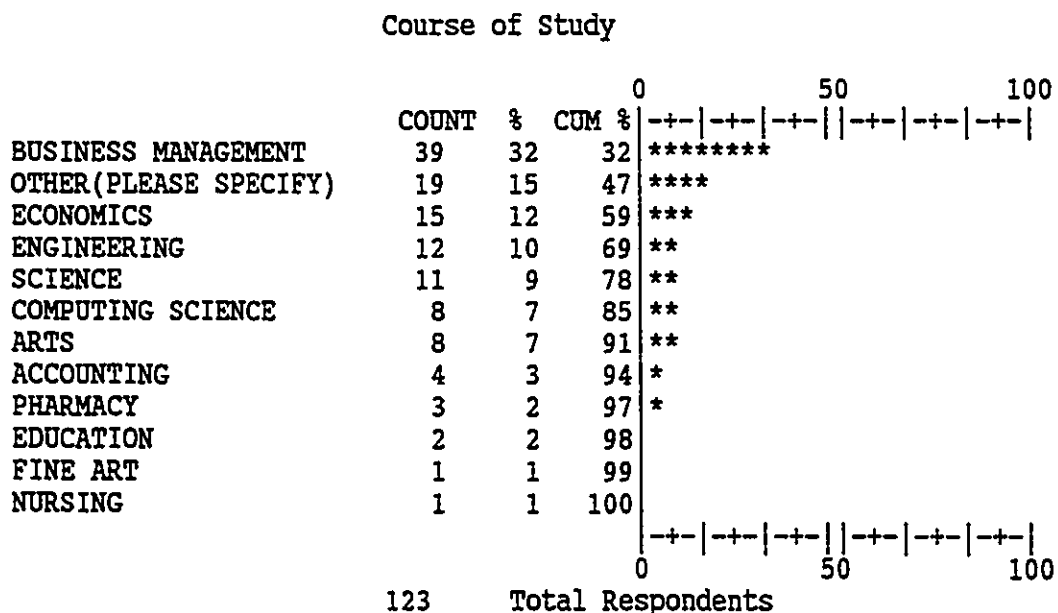 Course of Study
0 50 100
COUNT % CUM % |-+-|-+-|-+-||-+-|-+-|-+-|
BUSINESS MANAGEMENT 39 32 32 ********
OTHER(PLEASE SPECIFY) 19 15 47 ****
ECONOMICS 15 12 59 ***
ENGINEERING 12 10 69 **
SCIENCE 11 9 78 **
COMPUTING SCIENCE 8 7 85 **
ARTS 8 7 91 **
ACCOUNTING 4 3 94 *
PHARMACY 3 2 97 *
EDUCATION 2 2 98
FINE ART 1 1 99
NURSING 1 1 100
|-+-|-+-|-+-||-+-|-+-|-+-|
0 50 100
123 Total Respondents